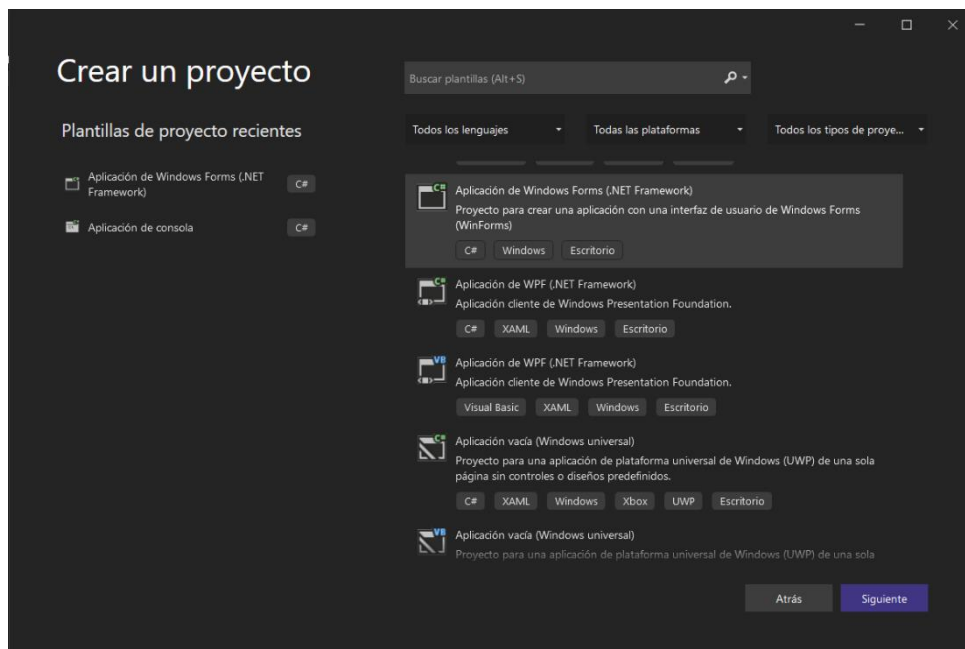 Crear un proyecto
Buscar plantillas (Alt+S)
Plantillas de proyecto recientes
Todos los lenguajes
Todas las plataformas
Todos los tipos de proye...
Aplicación de Windows Forms (.NET
Framework)
C#
Aplicación de consola
C#
C#
Aplicación de Windows Forms (.NET Framework)
Proyecto para crear una aplicación con una interfaz de usuario de Windows Forms
(WinForms)
C# Windows Escritorio
C#
Aplicación de WPF (.NET Framework)
Aplicación cliente de Windows Presentation Foundation.
C# XAML Windows Escritorio
VB
Aplicación de WPF (.NET Framework)
Aplicación cliente de Windows Presentation Foundation.
Visual Basic XAML Windows Escritorio
C#
Aplicación vacía (Windows universal)
Proyecto para una aplicación de plataforma universal de Windows (UWP) de una sola
página sin controles o diseños predefinidos.
C# XAML Windows Xbox UWP Escritorio
VB
Aplicación vacía (Windows universal)
Proyecto para una aplicación de plataforma universal de Windows (UWP) de una sola
Atrás
Siguiente